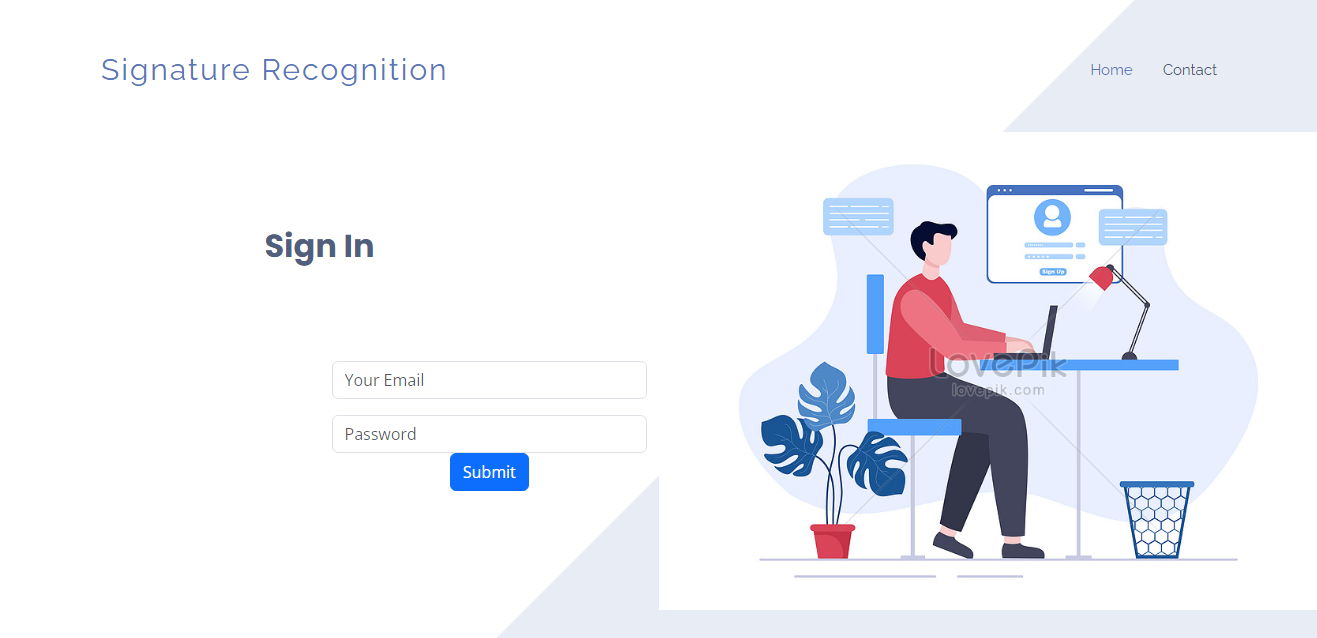 Signature Recognition
Home
Contact
Sign In
Your Email
Password
Submit
Sign Up
LovePik
lovepik.com